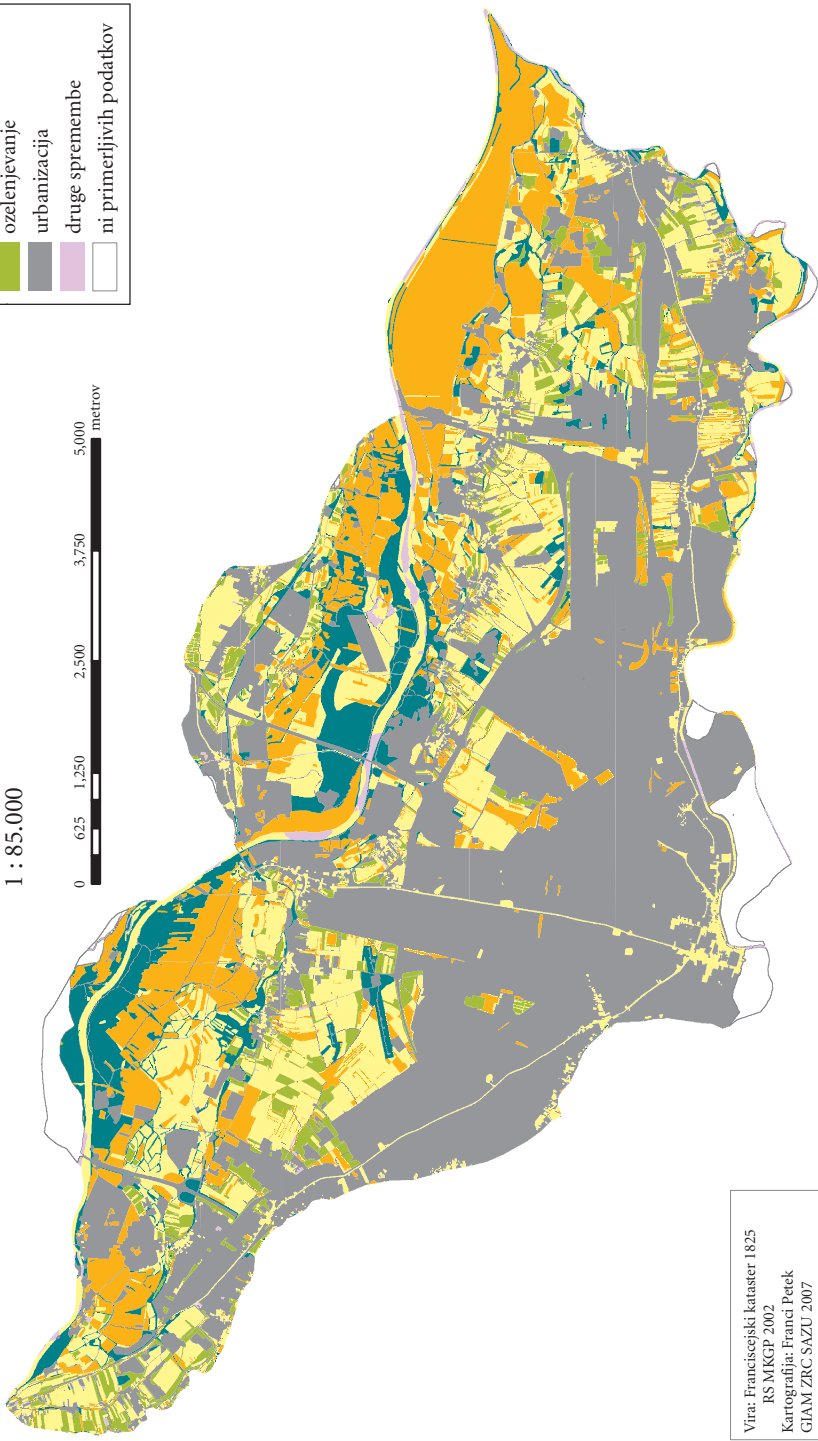 ozelenjevanje
urbanizacija
druge spremembe
ni primerljivih podatkov
1 : 85.000
0 625 1.250 2,500 3,750 5.000
metrov
Vira: Franciscejski kataster 1825
RS MKGP 2002
Kartografija: Franci Petek
GIAM ZRC SAZU 2007